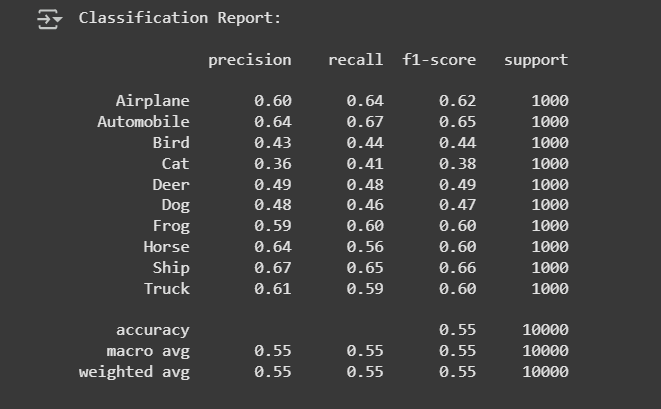 Classification Report:
precision recall f1-score support
Airplane 0.60 0.64 0.62 1000
Automobile 0.64 0.67 0.65 1000
Bird 0.43 0.44 0.44 1000
Cat 0.36 0.41 0.38 1000
Deer 0.49 0.48 0.49 1000
Dog 0.48 0.46 0.47 1000
Frog 0.59 0.60 0.60 1000
Horse 0.64 0.56 0.60 1000
Ship 0.67 0.65 0.66 1000
Truck 0.61 0.59 0.60 1000
accuracy 0.55 10000
macro avg 0.55 0.55 0.55 10000
weighted avg 0.55 0.55 0.55 10000